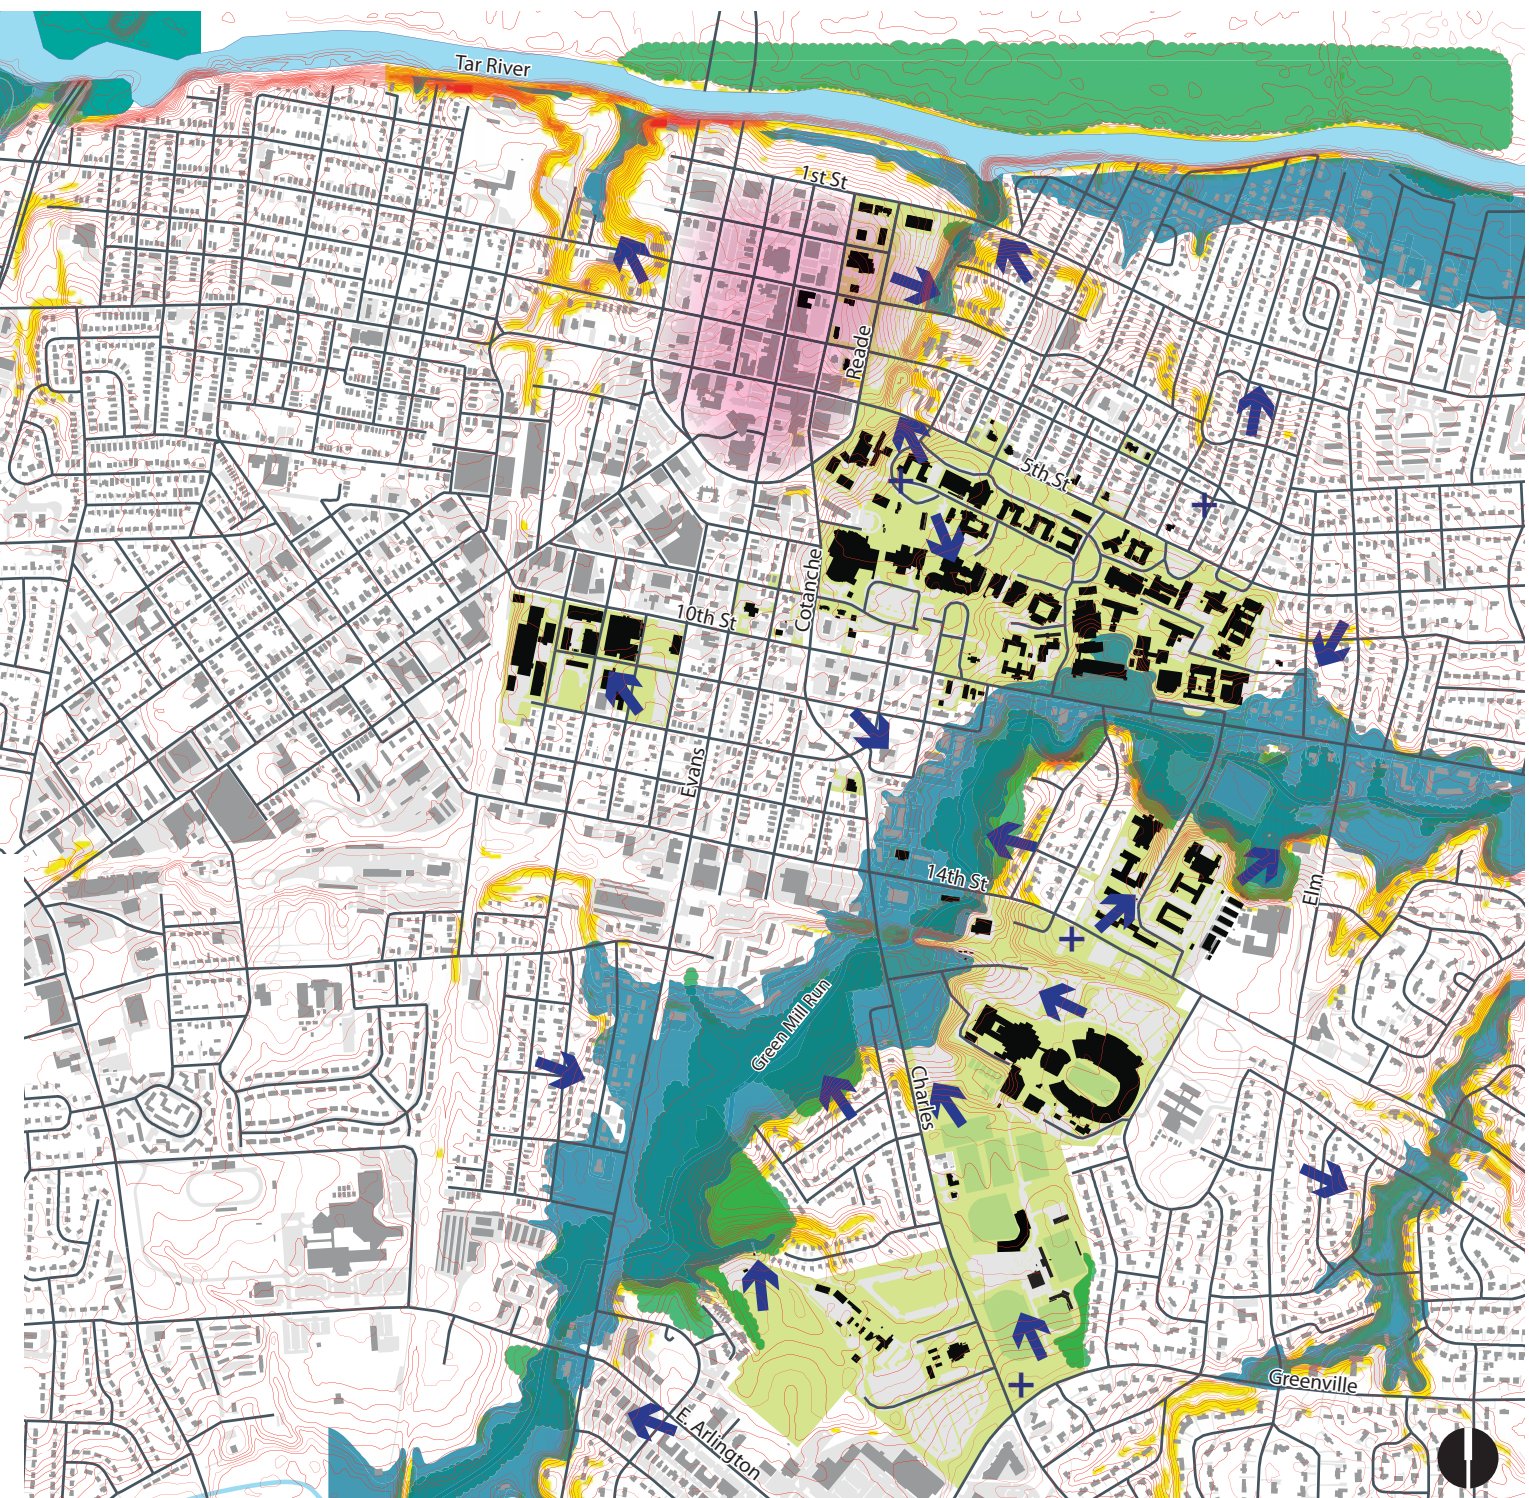 Tar River
1st St
Reade
5th St
Cotanche
10th St
Evans
14th St
Elm
Green Mill Run
Charles
Greenville
E. Arlington